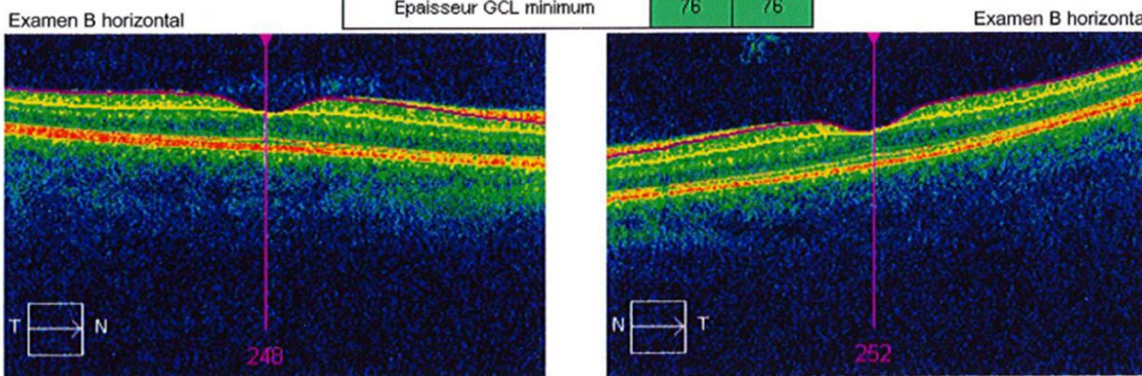 Epaisseur GCL minimum 76 76
Examen B horizontal
Examen B horizonta
T N
248
N T
252